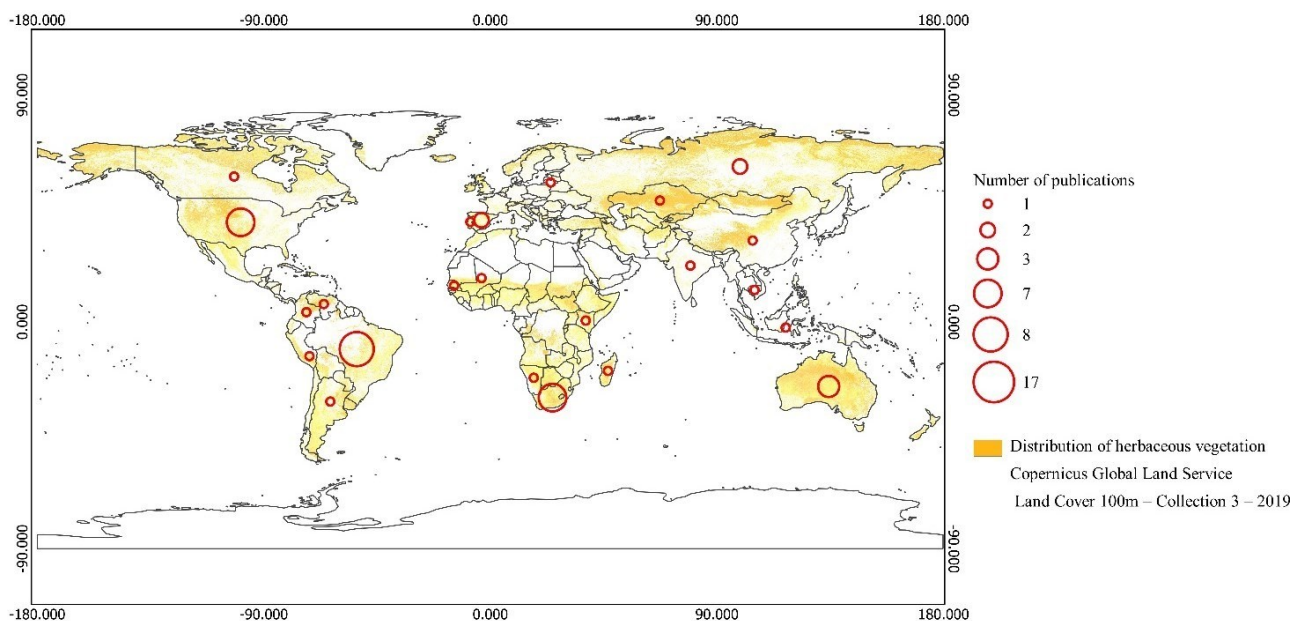 -180.000 -90.000 0.000 90.000 180.000
90.000 90.000
0.000 0.000
-90.000 -90.000
-180.000 -90.000 0.000 90.000 180.000
Number of publications
1
2
3
7
8
17
Distribution of herbaceous vegetation
Copernicus Global Land Service
Land Cover 100m – Collection 3 – 2019